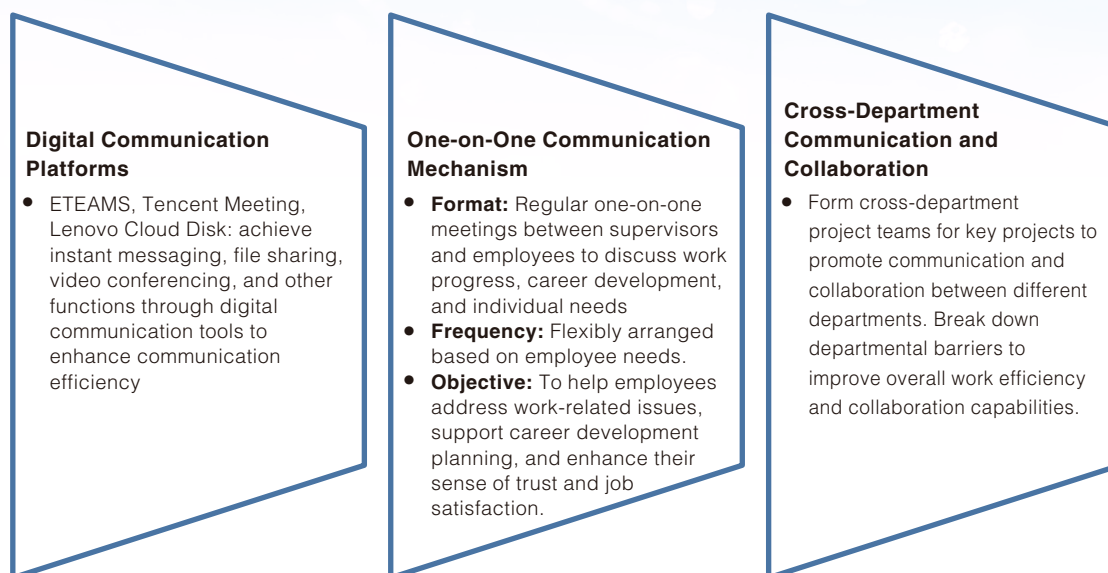 Digital Communication
Platforms
• ETEAMS, Tencent Meeting,
Lenovo Cloud Disk: achieve
instant messaging, file sharing,
video conferencing, and other
functions through digital
communication tools to
enhance communication
efficiency
One-on-One Communication
Mechanism
• Format: Regular one-on-one
meetings between supervisors
and employees to discuss work
progress, career development,
and individual needs
• Frequency: Flexibly arranged
based on employee needs.
• Objective: To help employees
address work-related issues,
support career development
planning, and enhance their
sense of trust and job
satisfaction.
Cross-Department
Communication and
Collaboration
• Form cross-department
project teams for key projects to
promote communication and
collaboration between different
departments. Break down
departmental barriers to
improve overall work efficiency
and collaboration capabilities.